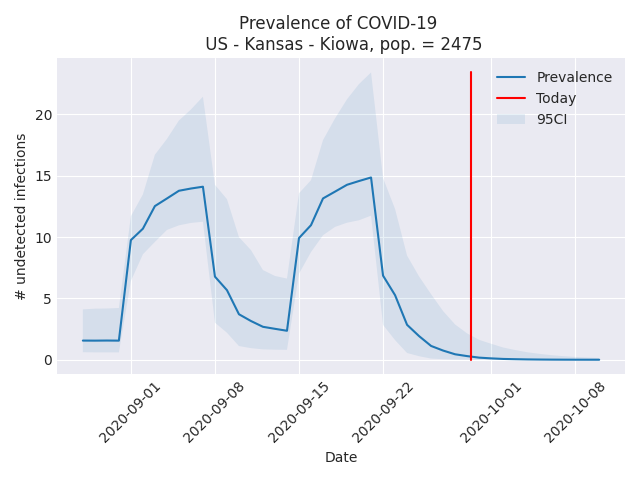 Prevalence of COVID-19
US - Kansas - Kiowa, pop. = 2475
Prevalence
Today
95CI
# undetected infections
20
15
10
5
0
2020-09-01
2020-09-08
2020-09-15
2020-09-22
2020-10-01
2020-10-08
Date